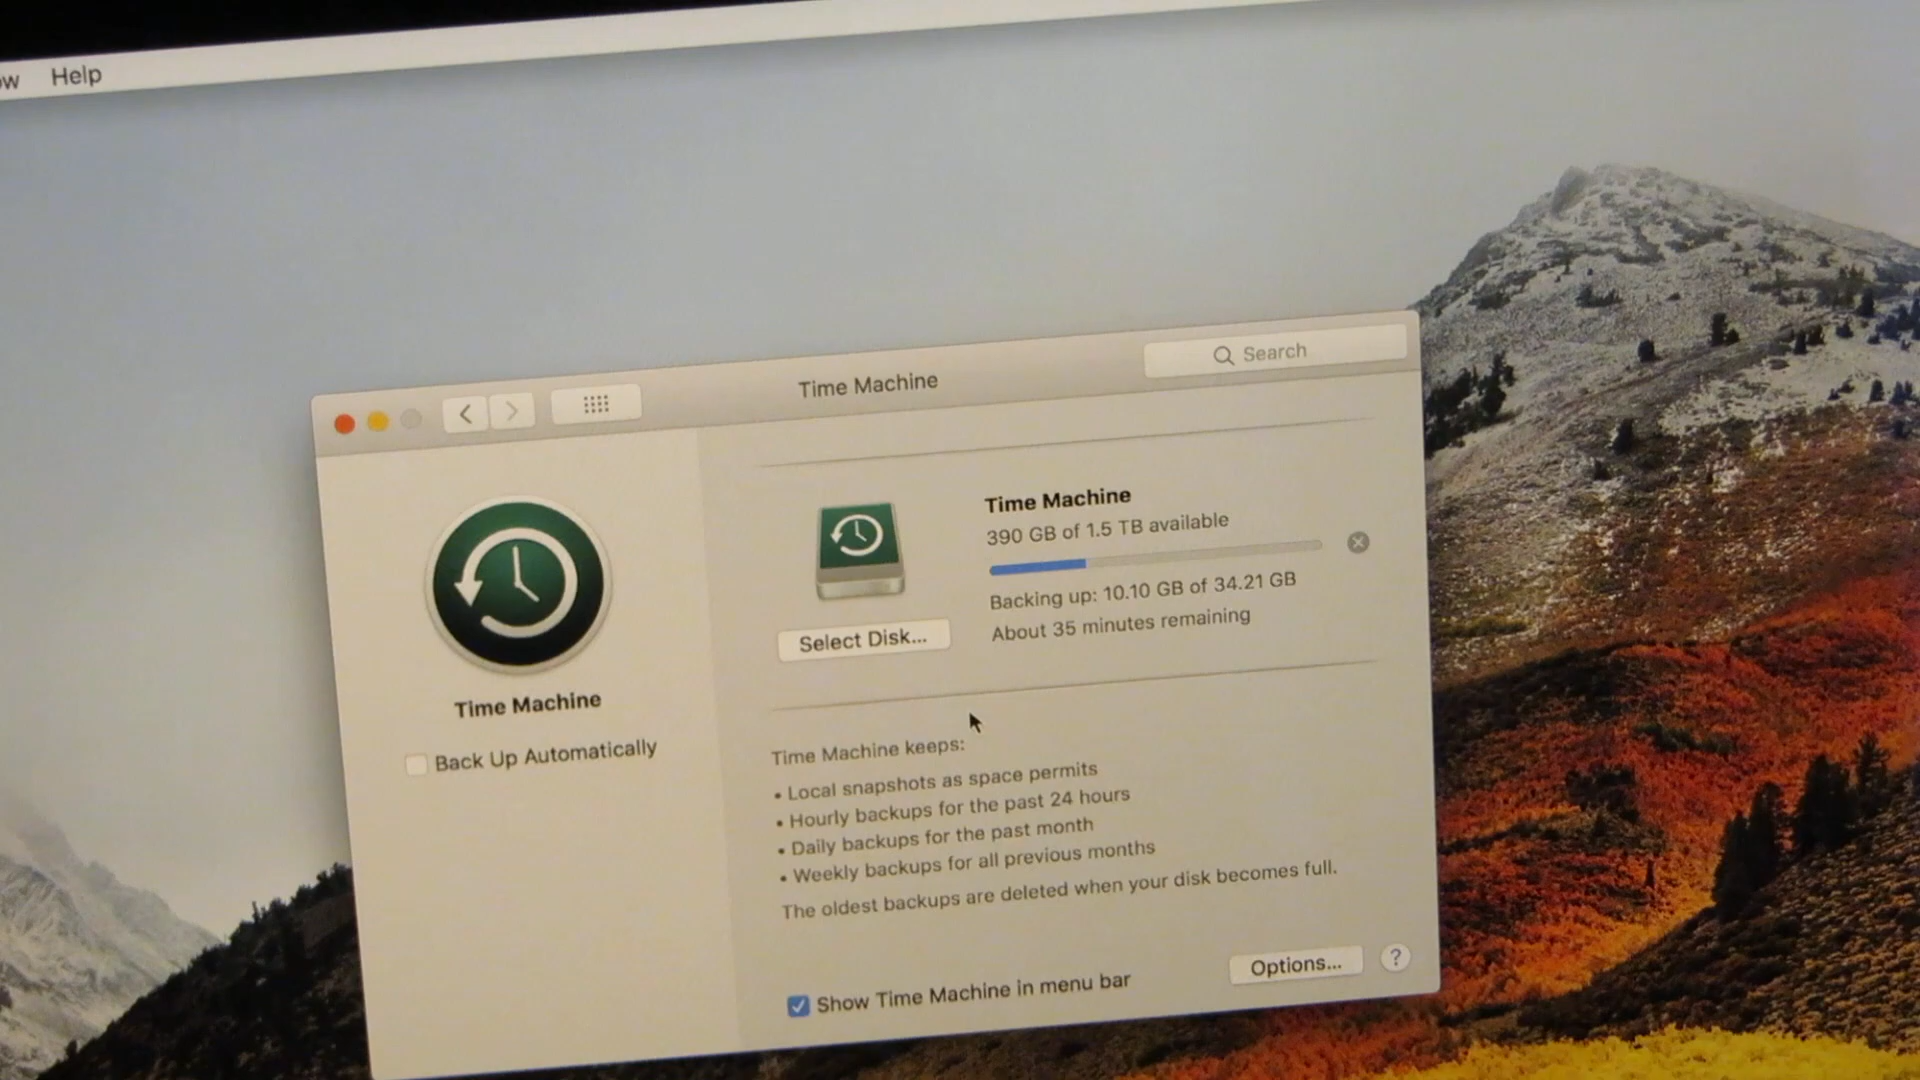 Help
Time Machine
Search
Time Machine
390 GB of 1.5 TB available
Backing up: 10.10 GB of 34.21 GB
About 35 minutes remaining
Select Disk...
Time Machine
Back Up Automatically
Time Machine keeps:
• Local snapshots as space permits
• Hourly backups for the past 24 hours
• Daily backups for the past month
• Weekly backups for all previous months
The oldest backups are deleted when your disk becomes full.
Show Time Machine in menu bar
Options...
?